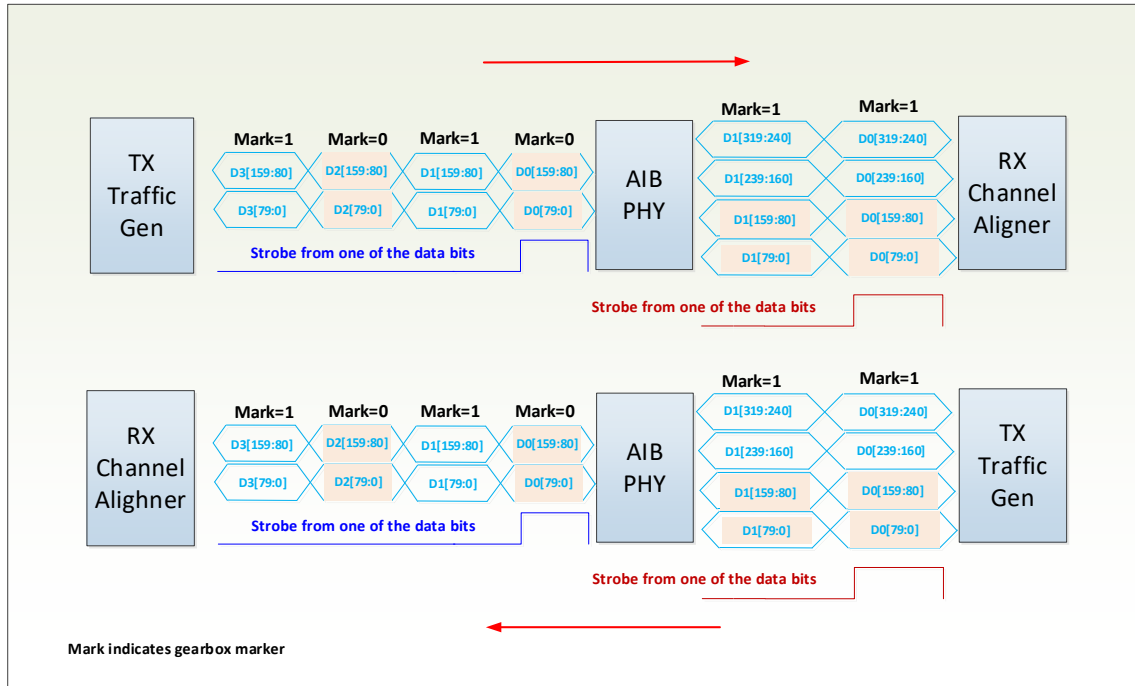 Mark=1 Mark=1
Mark=1 Mark=0 Mark=1 Mark=0
TX
Traffic
Gen
D3[159:80] D2[159:80] D1[159:80] D0[159:80]
D3[79:0] D2[79:0] D1[79:0] D0[79:0]
Strobe from one of the data bits
AIB
PHY
D1[319:240] D0[319:240]
D1[239:160] D0[239:160]
D1[159:80] D0[159:80]
D1[79:0] D0[79:0]
Strobe from one of the data bits
RX
Channel
Aligner
Mark=1 Mark=1
Mark=1 Mark=0 Mark=1 Mark=0
RX
Channel
Alighner
D3[159:80] D2[159:80] D1[159:80] D0[159:80]
D3[79:0] D2[79:0] D1[79:0] D0[79:0]
Strobe from one of the data bits
AIB
PHY
D1[319:240] D0[319:240]
D1[239:160] D0[239:160]
D1[159:80] D0[159:80]
D1[79:0] D0[79:0]
Strobe from one of the data bits
TX
Traffic
Gen
Mark indicates gearbox marker